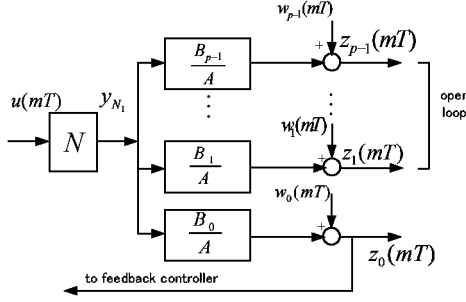 w_{p-1}(mT)
B_{p-1}
A
+
z_{p-1}(mT)
u(mT)
y_{N_1}
open
loop
w_1(mT)
N
B_1
A
+
z_1(mT)
w_0(mT)
B_0
A
+
z_0(mT)
to feedback controller